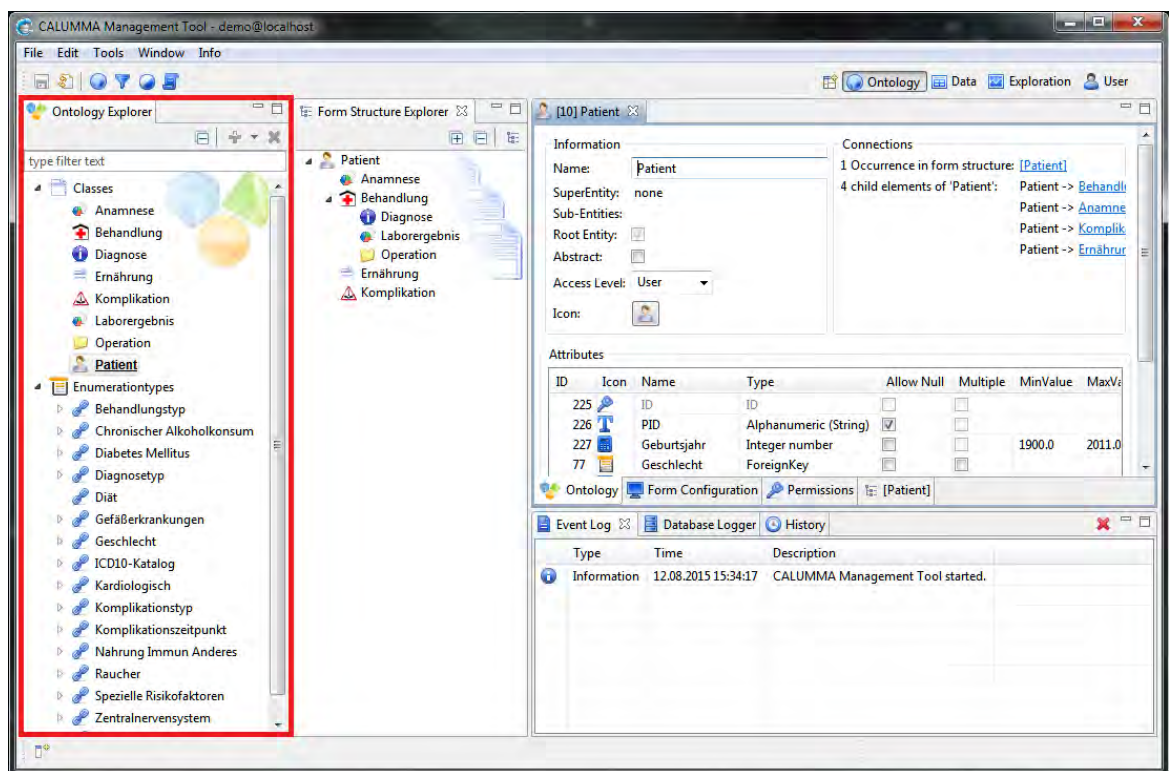 CALUMMA Management Tool - demo@localhost
File Edit Tools Window Info
Ontology Data Exploration User
Ontology Explorer
type filter text
Classes
Anamnese
Behandlung
Diagnose
Ernährung
Komplikation
Laborergebnis
Operation
Patient
Enumerationtypes
Behandlungstyp
Chronischer Alkoholkonsum
Diabetes Mellitus
Diagnosetyp
Diät
Gefäßerkrankungen
Geschlecht
ICD10-Katalog
Kardiologisch
Komplikationstyp
Komplikationszeitpunkt
Nahrung Immun Anderes
Raucher
Spezielle Risikofaktoren
Zentralnervensystem
Form Structure Explorer
Patient
Anamnese
Behandlung
Diagnose
Laborergebnis
Operation
Ernährung
Komplikation
[10] Patient
Information
Name: Patient
SuperEntity: none
Sub-Entities:
Root Entity:
Abstract:
Access Level: User
Icon:
Connections
1 Occurrence in form structure: [Patient]
4 child elements of 'Patient': Patient -> Behandl
Patient -> Anamne
Patient -> Komplik
Patient -> Ernährur
Attributes
ID Icon Name Type Allow Null Multiple MinValue MaxVa
225 ID ID
226 PID Alphanumeric (String)
227 Geburtsjahr Integer number 1900.0 2011.0
77 Geschlecht ForeignKey
Ontology Form Configuration Permissions [Patient]
Event Log Database Logger History
Type Time Description
Information 12.08.2015 15:34:17 CALUMMA Management Tool started.